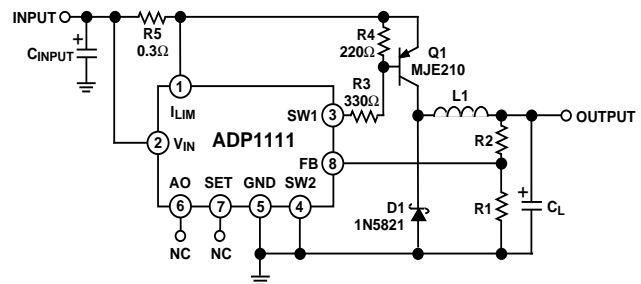 INPUT
R5
0.3Ω
CINPUT
+
R4
220Ω
Q1
MJE210
R3
330Ω
L1
OUTPUT
1
ILIM
SW1
3
2
VIN
ADP1111
R2
FB
8
AO
SET
GND
SW2
6
7
5
4
NC
NC
D1
1N5821
R1
+
CL